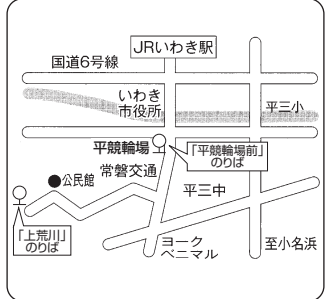 JRいわき駅
国道6号線
いわき
市役所
平三小
平競輪場
「平競輪場前」
のりば
常磐交通
●公民館
平三中
「上荒川」
のりば
ヨーク
ベニマル
至小名浜